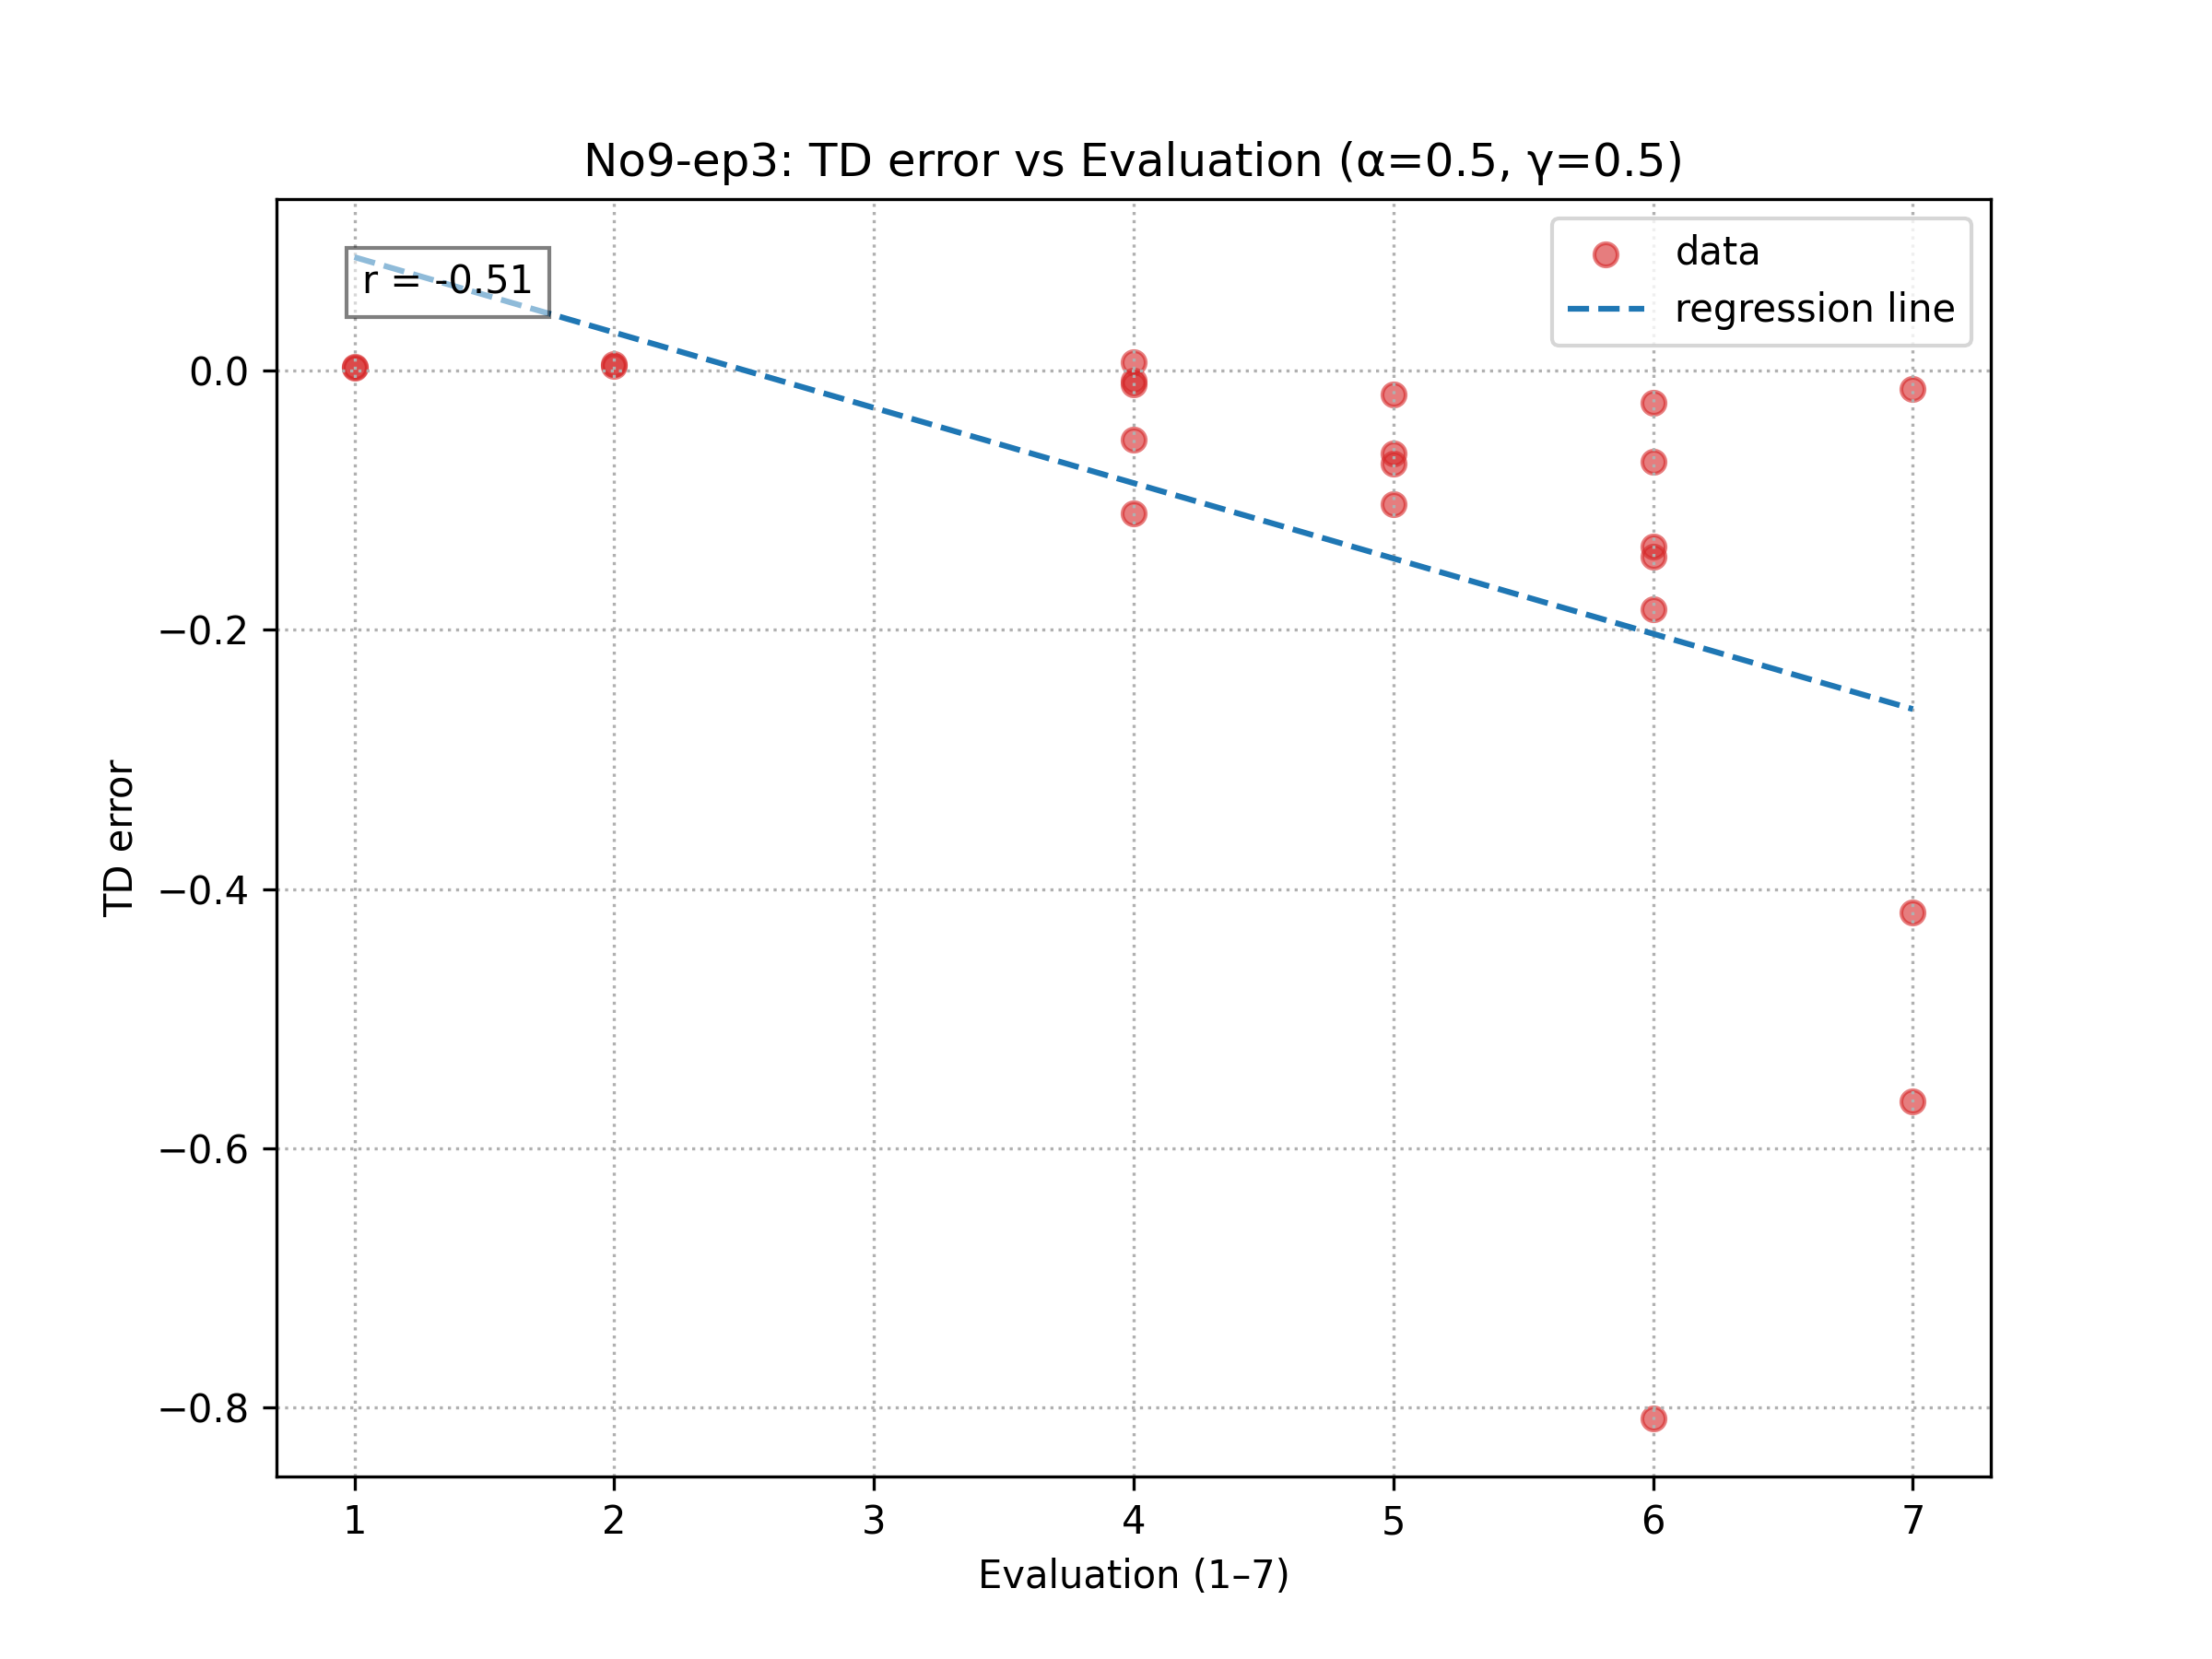 No9-ep3: TD error vs Evaluation (α=0.5, γ=0.5)
r = -0.51
data
regression line
0.0
−0.2
−0.4
−0.6
−0.8
TD error
1 2 3 4 5 6 7
Evaluation (1–7)